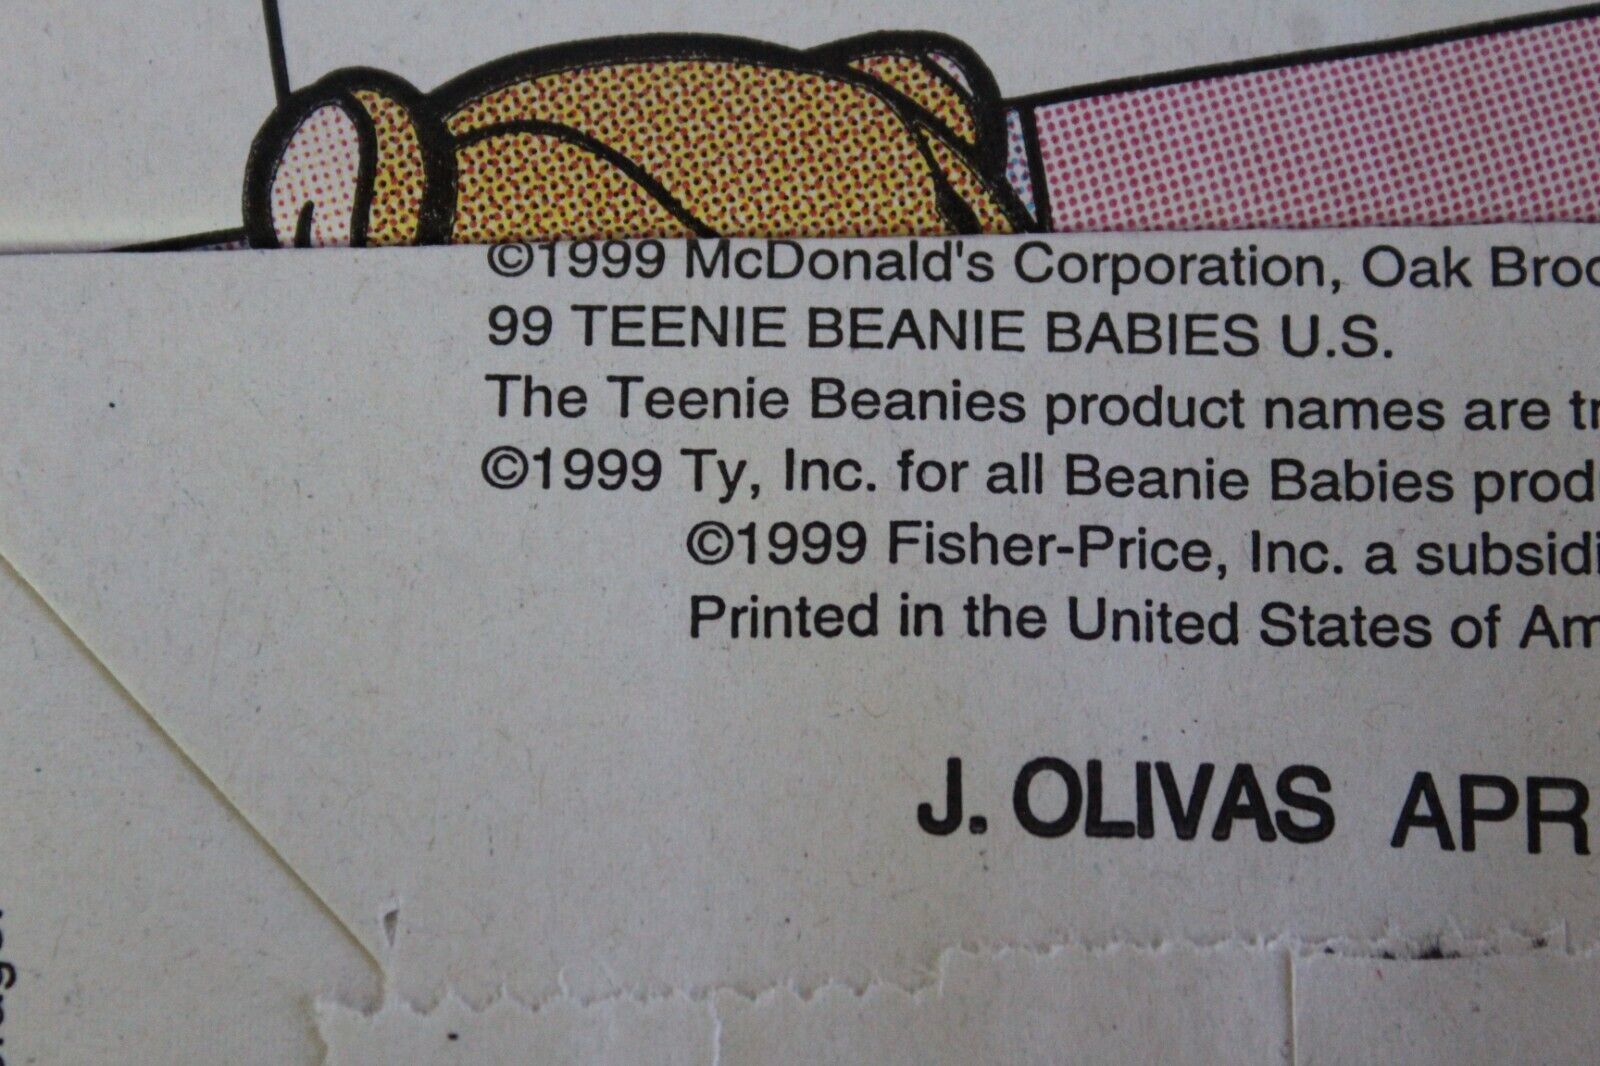 ©1999 McDonald's Corporation, Oak Broo
99 TEENIE BEANIE BABIES U.S.
The Teenie Beanies product names are tr
©1999 Ty, Inc. for all Beanie Babies prod
©1999 Fisher-Price, Inc. a subsidi
Printed in the United States of Am
J. OLIVAS APR